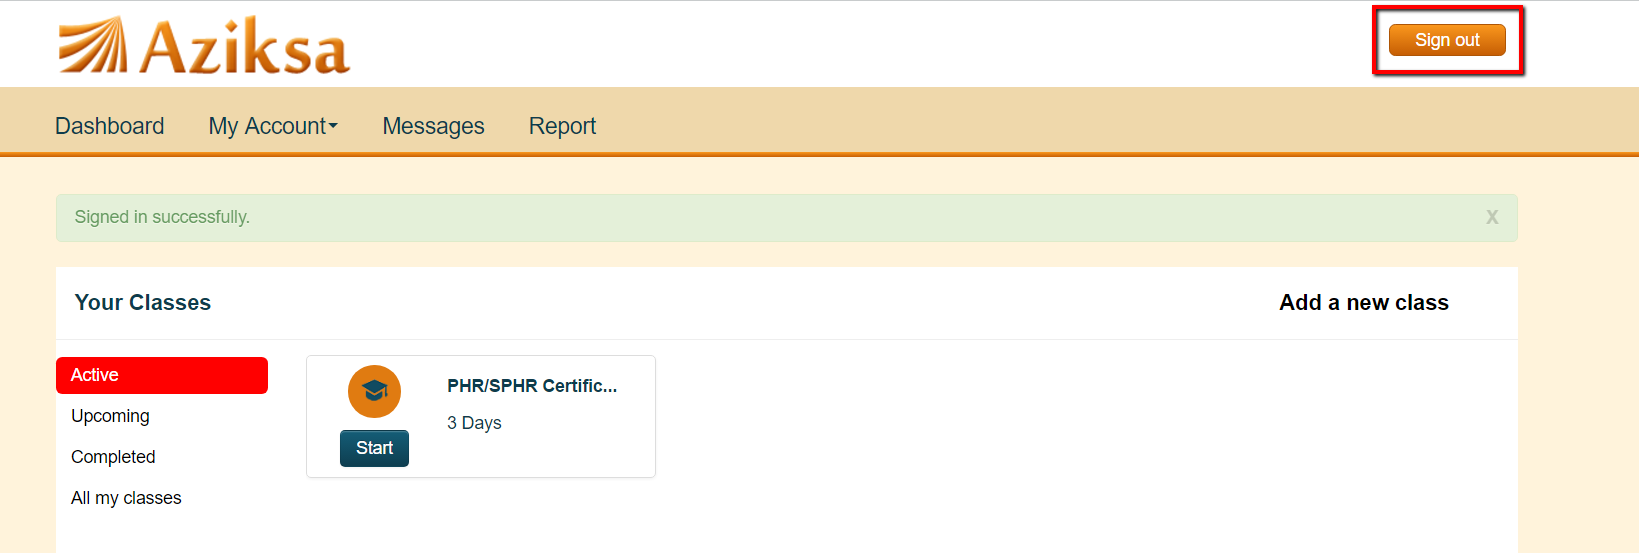 Aziksa
Sign out
Dashboard My Account Messages Report
Signed in successfully. X
Your Classes Add a new class
Active
Upcoming
Completed
All my classes
PHR/SPHR Certific...
3 Days
Start